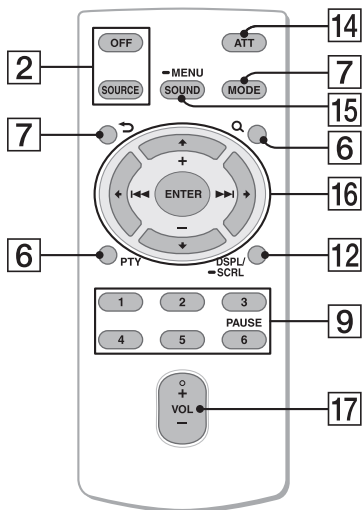 OFF
ATT
14
2
-MENU
SOURCE
SOUND
MODE
7
15
7
6
+
ENTER
16
-
6
PTY
DSPL/
-SCRL
12
1
2
3
PAUSE
4
5
6
9
+
VOL
-
17